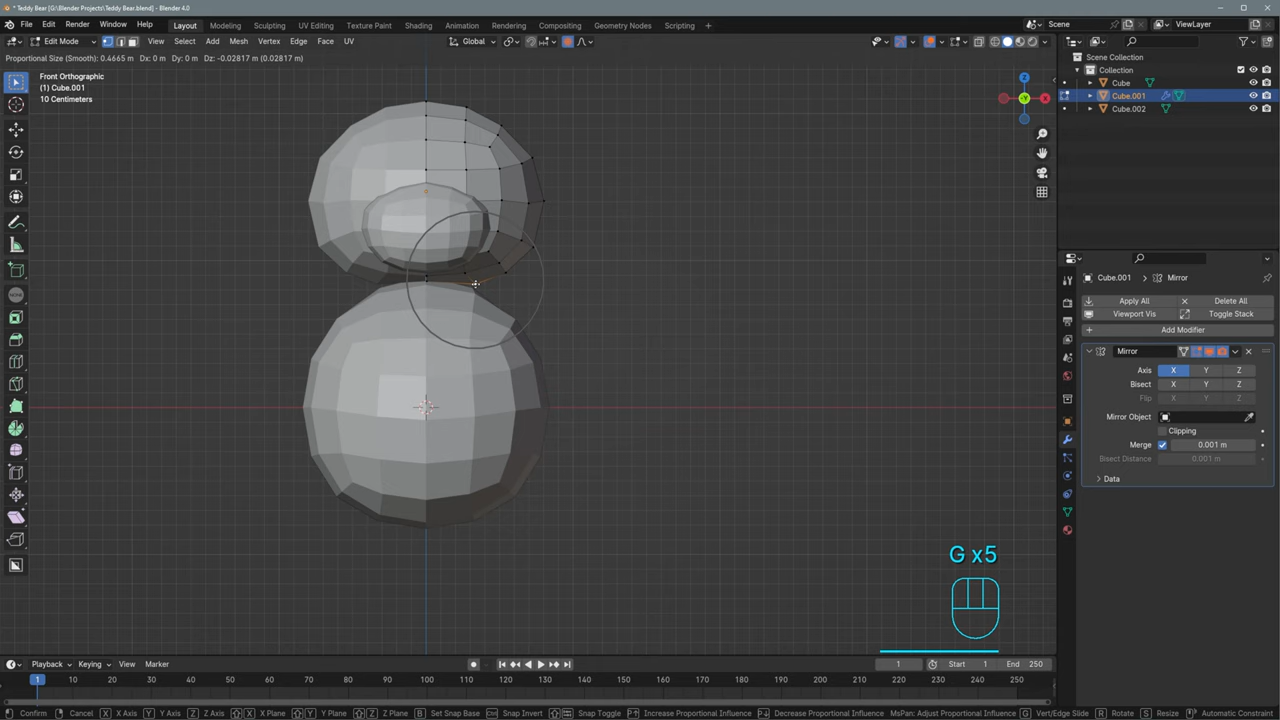 * Teddy Bear [G:\Blender Projects\Teddy Bear.blend] - Blender 4.0
File Edit Render Window Help Layout Modeling Sculpting UV Editing Texture Paint Shading Animation Rendering Compositing Geometry Nodes Scripting + Scene ViewLayer
Edit Mode View Select Add Mesh Vertex Edge Face UV Global
Proportional Size (Smooth): 0.4665 m Dx: 0 m Dy: 0 m Dz: -0.02817 m (0.02817 m)
Front Orthographic
(1) Cube.001
10 Centimeters
Z
-Y
X
Scene Collection
Collection
Cube
Cube.001
Cube.002
Cube.001 > Mirror
Apply All Delete All
Viewport Vis Toggle Stack
Add Modifier
Mirror
Axis X Y Z
Bisect X Y Z
Flip X Y Z
Mirror Object
Clipping
Merge 0.001 m
Bisect Distance 0.001 m
Data
G x5
Playback Keying View Marker 1 Start 1 End 250
1 10 20 30 40 50 60 70 80 90 100 110 120 130 140 150 160 170 180 190 200 210 220 230 240 250
Confirm Cancel X X Axis Y Y Axis Z Z Axis X X Plane Y Y Plane Z Z Plane B Set Snap Base Snap Invert Snap Toggle Increase Proportional Influence Decrease Proportional Influence MsPan: Adjust Proportional Influence G Vert/Edge Slide R Rotate S Resize Automatic Constraint